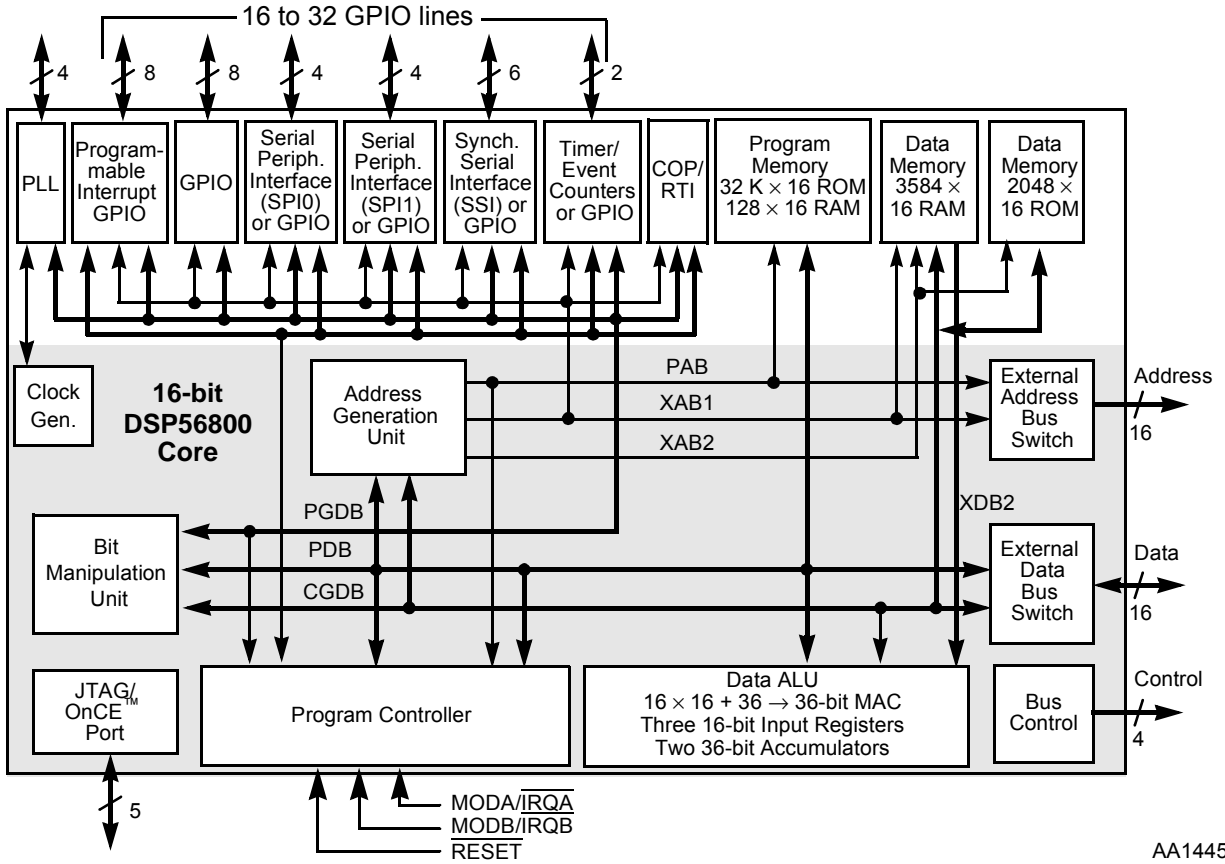 16 to 32 GPIO lines
4
8
8
4
4
6
2
PLL
Program-
mable
Interrupt
GPIO
GPIO
Serial
Periph.
Interface
(SPI0)
or GPIO
Serial
Periph.
Interface
(SPI1)
or GPIO
Synch.
Serial
Interface
(SSI) or
GPIO
Timer/
Event
Counters
or GPIO
COP/
RTI
Program
Memory
32 K × 16 ROM
128 × 16 RAM
Data
Memory
3584 ×
16 RAM
Data
Memory
2048 ×
16 ROM
Clock
Gen.
16-bit
DSP56800
Core
Address
Generation
Unit
PAB
XAB1
XAB2
External
Address
Bus
Switch
Address
16
PGDB
PDB
CGDB
XDB2
Bit
Manipulation
Unit
External
Data
Bus
Switch
Data
16
JTAG/
OnCE™
Port
Program Controller
Data ALU
16 × 16 + 36 → 36-bit MAC
Three 16-bit Input Registers
Two 36-bit Accumulators
Bus
Control
Control
4
5
MODA/IRQA
MODB/IRQB
RESET
AA1445